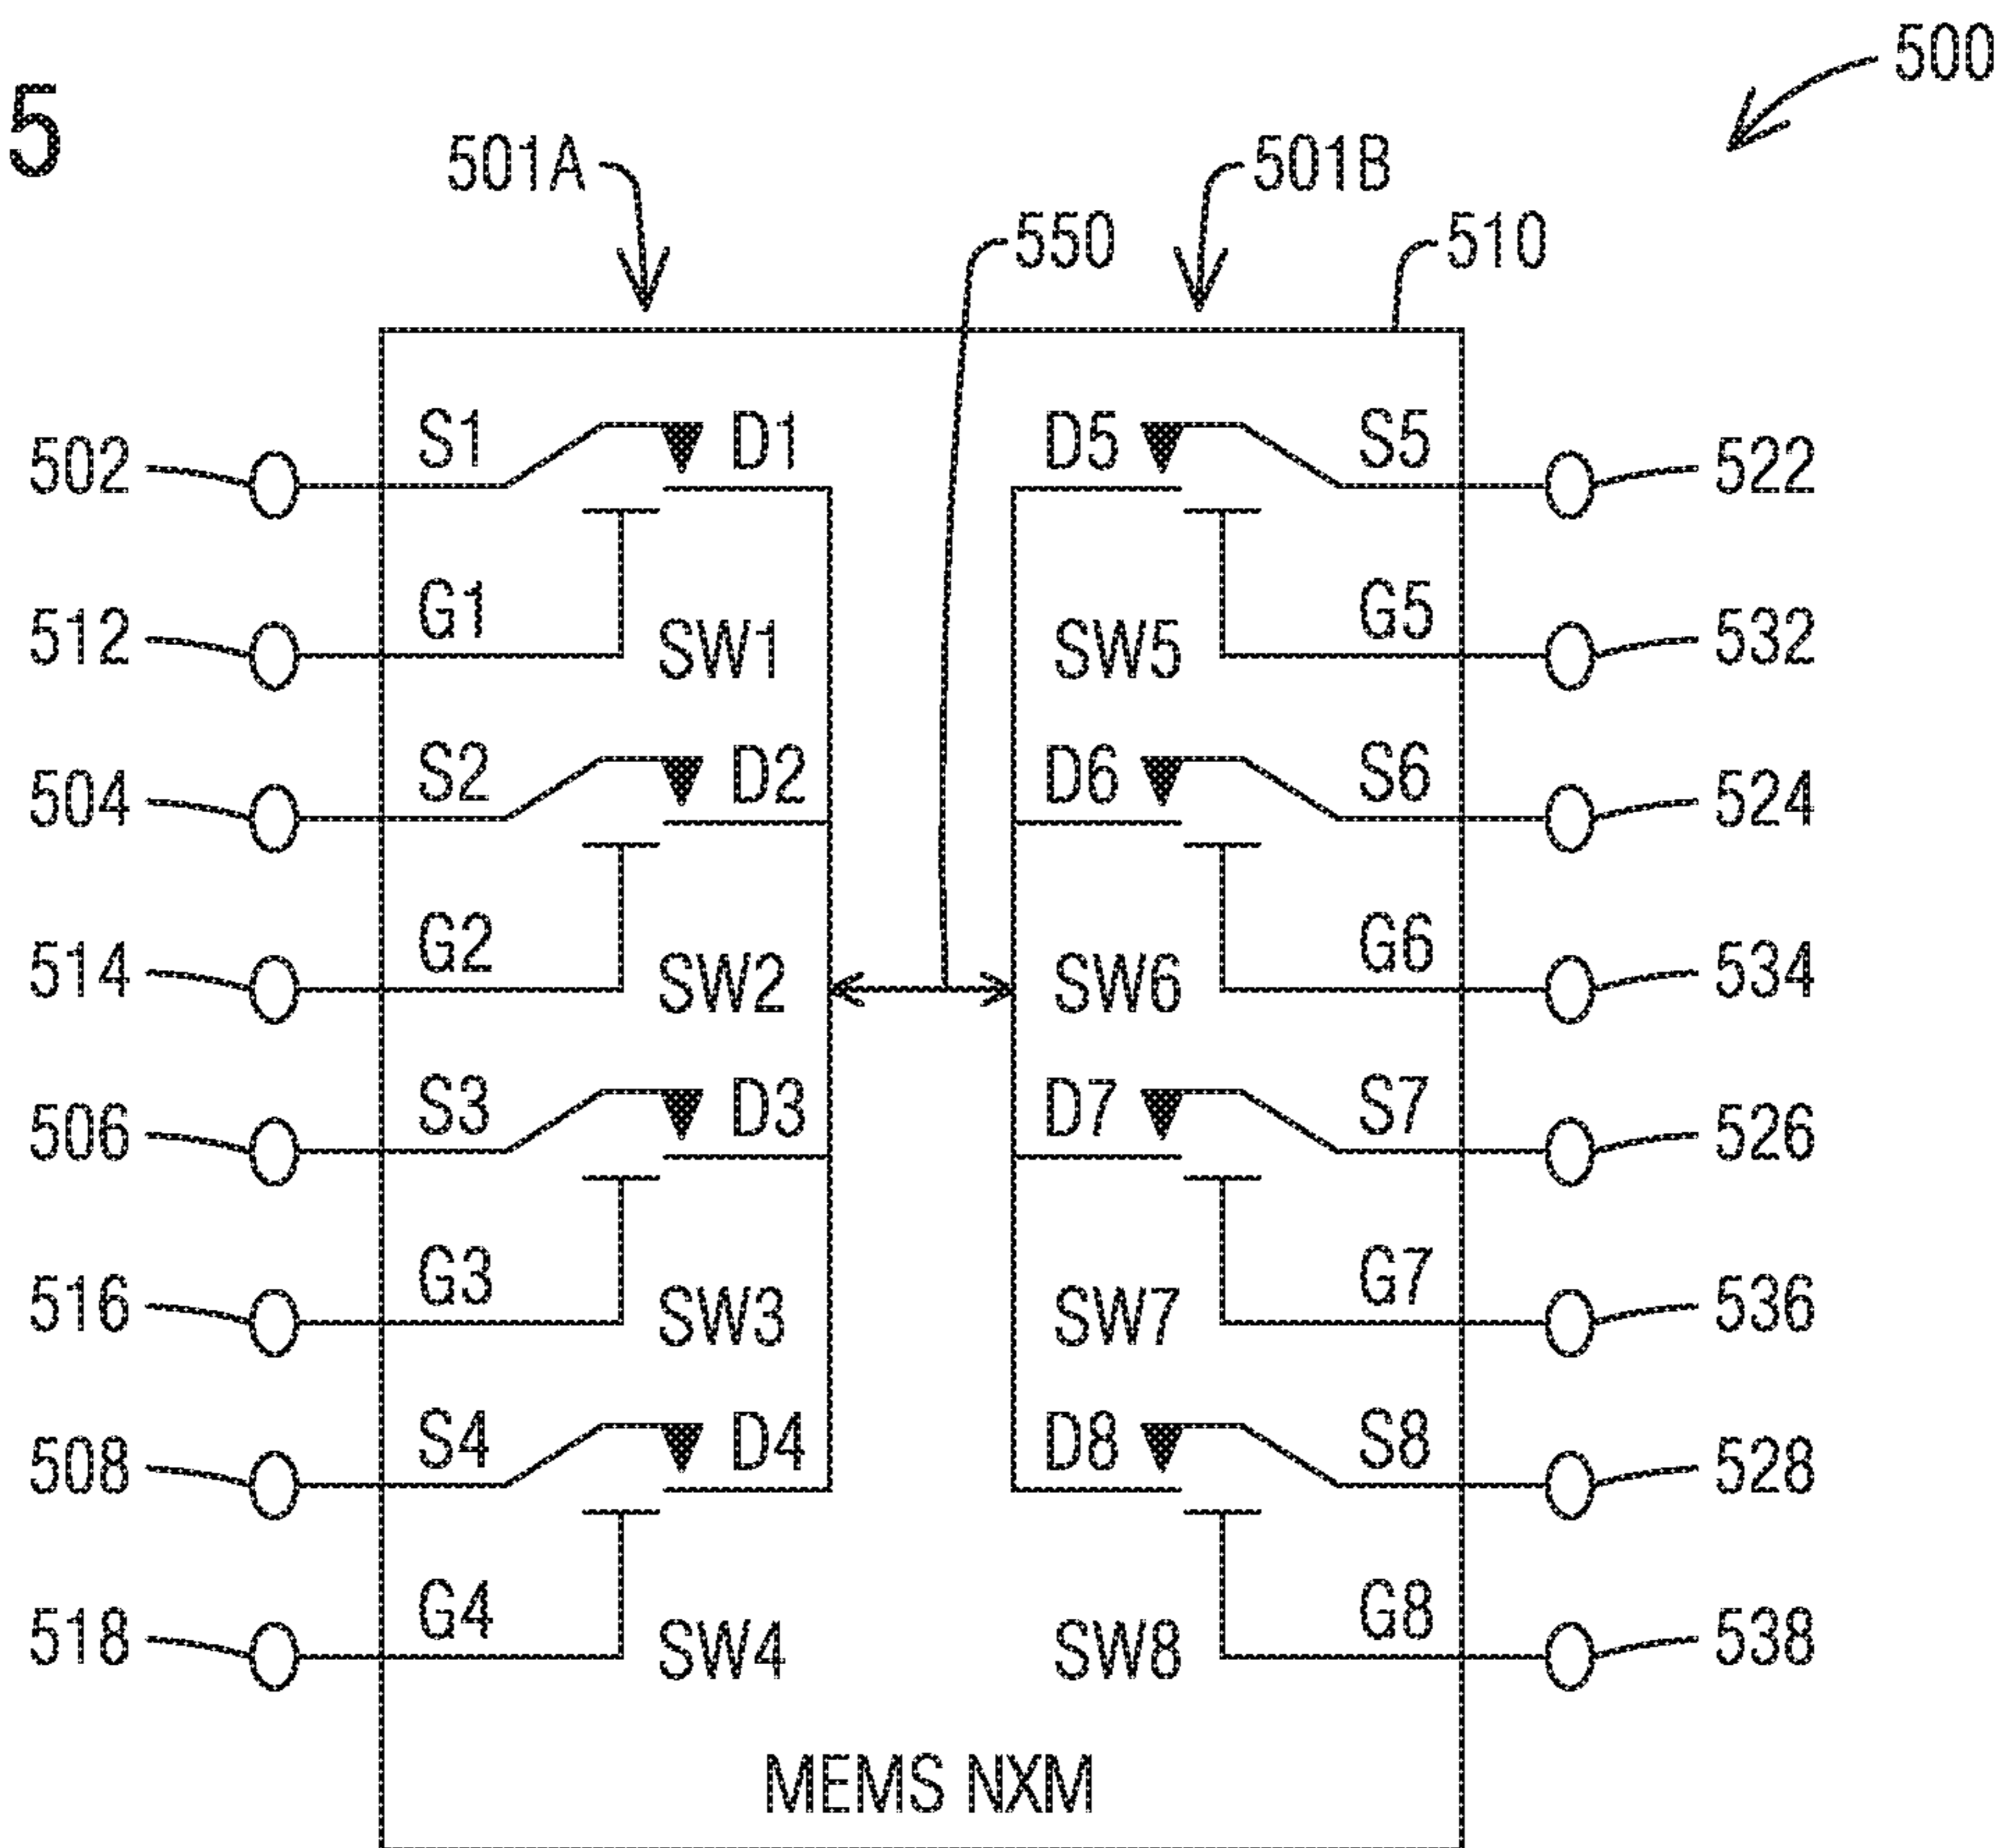 500
5
501A 501B
550 510
S1 D1 D5 S5
502 522
G1 G5
512 SW1 SW5 532
S2 D2 D6 S6
504 524
G2 G6
514 SW2 SW6 534
S3 D3 D7 S7
506 526
G3 G7
516 SW3 SW7 536
S4 D4 D8 S8
508 528
G4 G8
518 SW4 SW8 538
MEMS NXM